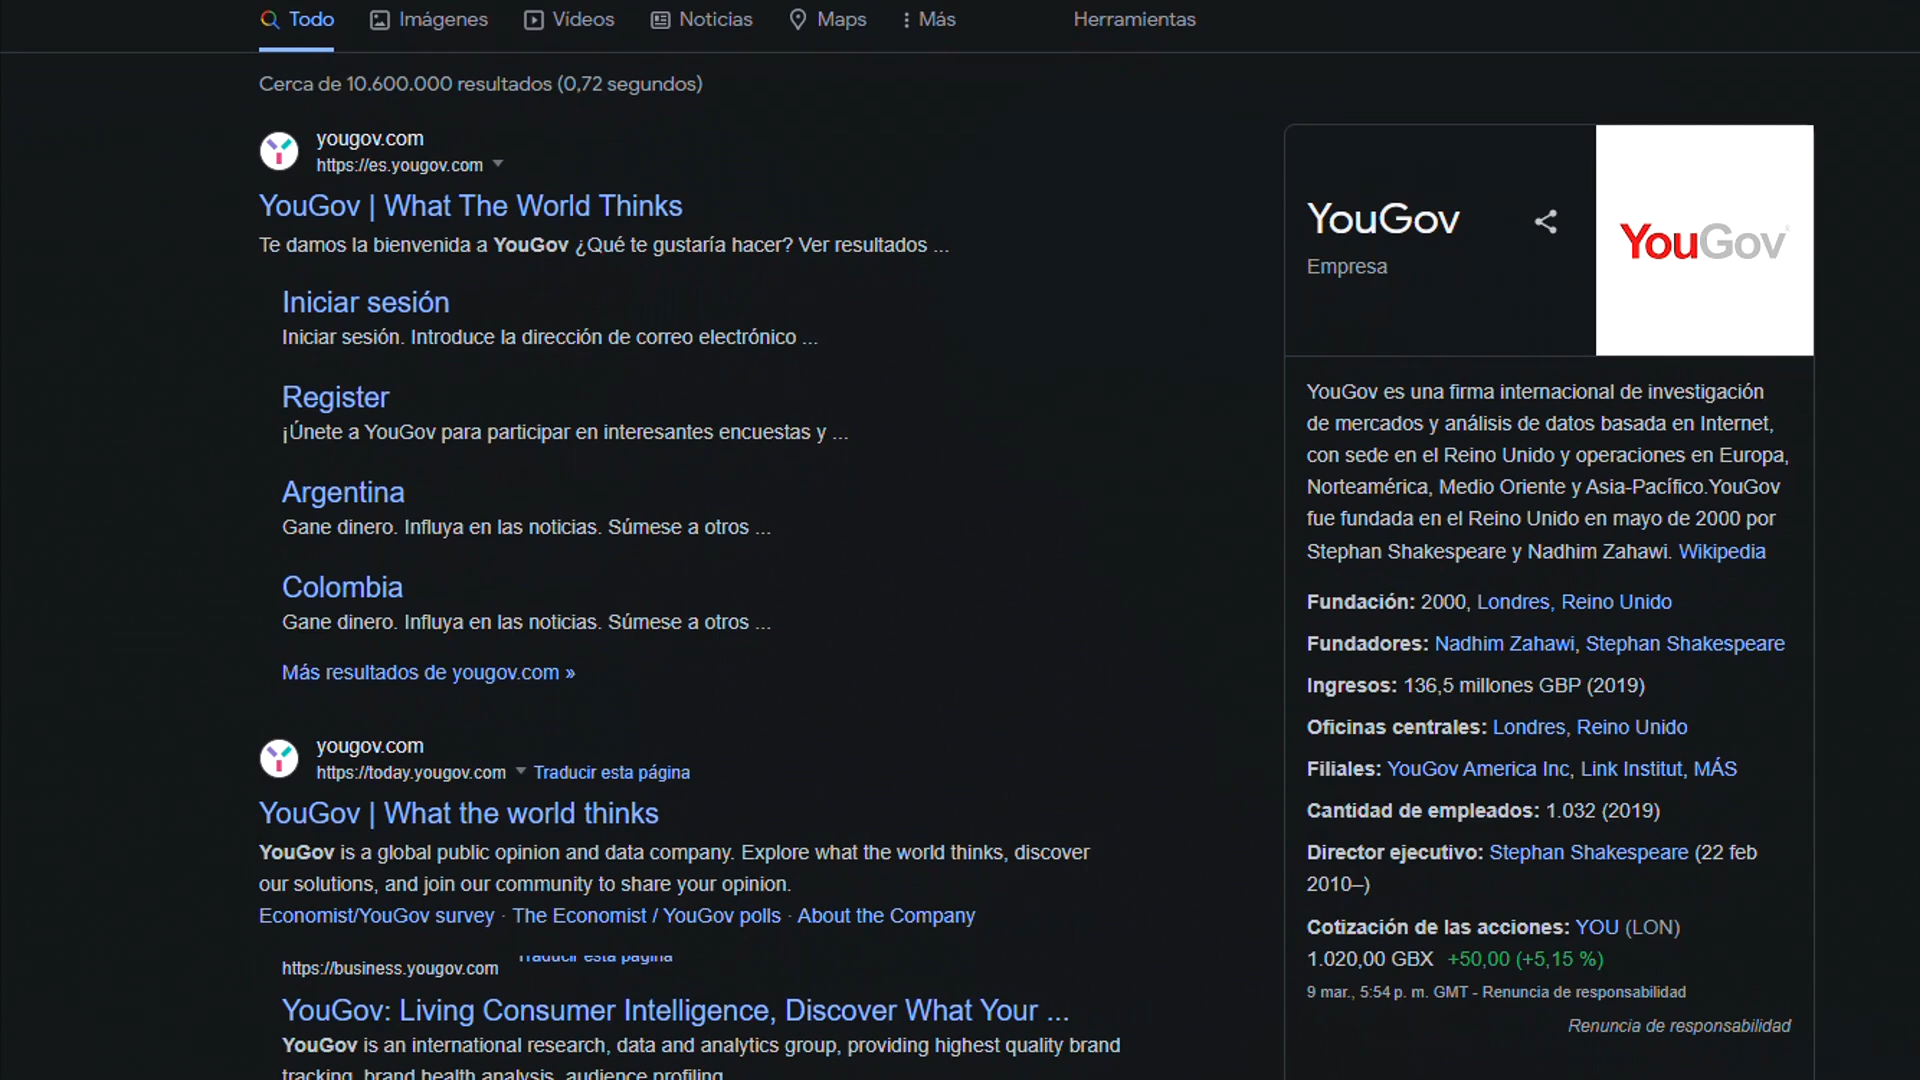 Todo Imágenes Vídeos Noticias Maps Más Herramientas
Cerca de 10.600.000 resultados (0,72 segundos)
yougov.com
https://es.yougov.com
YouGov | What The World Thinks
Te damos la bienvenida a YouGov ¿Qué te gustaría hacer? Ver resultados ...
Iniciar sesión
Iniciar sesión. Introduce la dirección de correo electrónico ...
Register
¡Únete a YouGov para participar en interesantes encuestas y ...
Argentina
Gane dinero. Influya en las noticias. Súmese a otros ...
Colombia
Gane dinero. Influya en las noticias. Súmese a otros ...
Más resultados de yougov.com »
yougov.com
https://today.yougov.com Traducir esta página
YouGov | What the world thinks
YouGov is a global public opinion and data company. Explore what the world thinks, discover
our solutions, and join our community to share your opinion.
Economist/YouGov survey · The Economist / YouGov polls · About the Company
https://business.yougov.com Traducir esta página
YouGov: Living Consumer Intelligence, Discover What Your ...
YouGov is an international research, data and analytics group, providing highest quality brand
tracking, brand health analysis, audience profiling
YouGov
Empresa
YouGov
YouGov es una firma internacional de investigación
de mercados y análisis de datos basada en Internet,
con sede en el Reino Unido y operaciones en Europa,
Norteamérica, Medio Oriente y Asia-Pacífico.YouGov
fue fundada en el Reino Unido en mayo de 2000 por
Stephan Shakespeare y Nadhim Zahawi. Wikipedia
Fundación: 2000, Londres, Reino Unido
Fundadores: Nadhim Zahawi, Stephan Shakespeare
Ingresos: 136,5 millones GBP (2019)
Oficinas centrales: Londres, Reino Unido
Filiales: YouGov America Inc, Link Institut, MÁS
Cantidad de empleados: 1.032 (2019)
Director ejecutivo: Stephan Shakespeare (22 feb
2010–)
Cotización de las acciones: YOU (LON)
1.020,00 GBX +50,00 (+5,15 %)
9 mar., 5:54 p. m. GMT - Renuncia de responsabilidad
Renuncia de responsabilidad